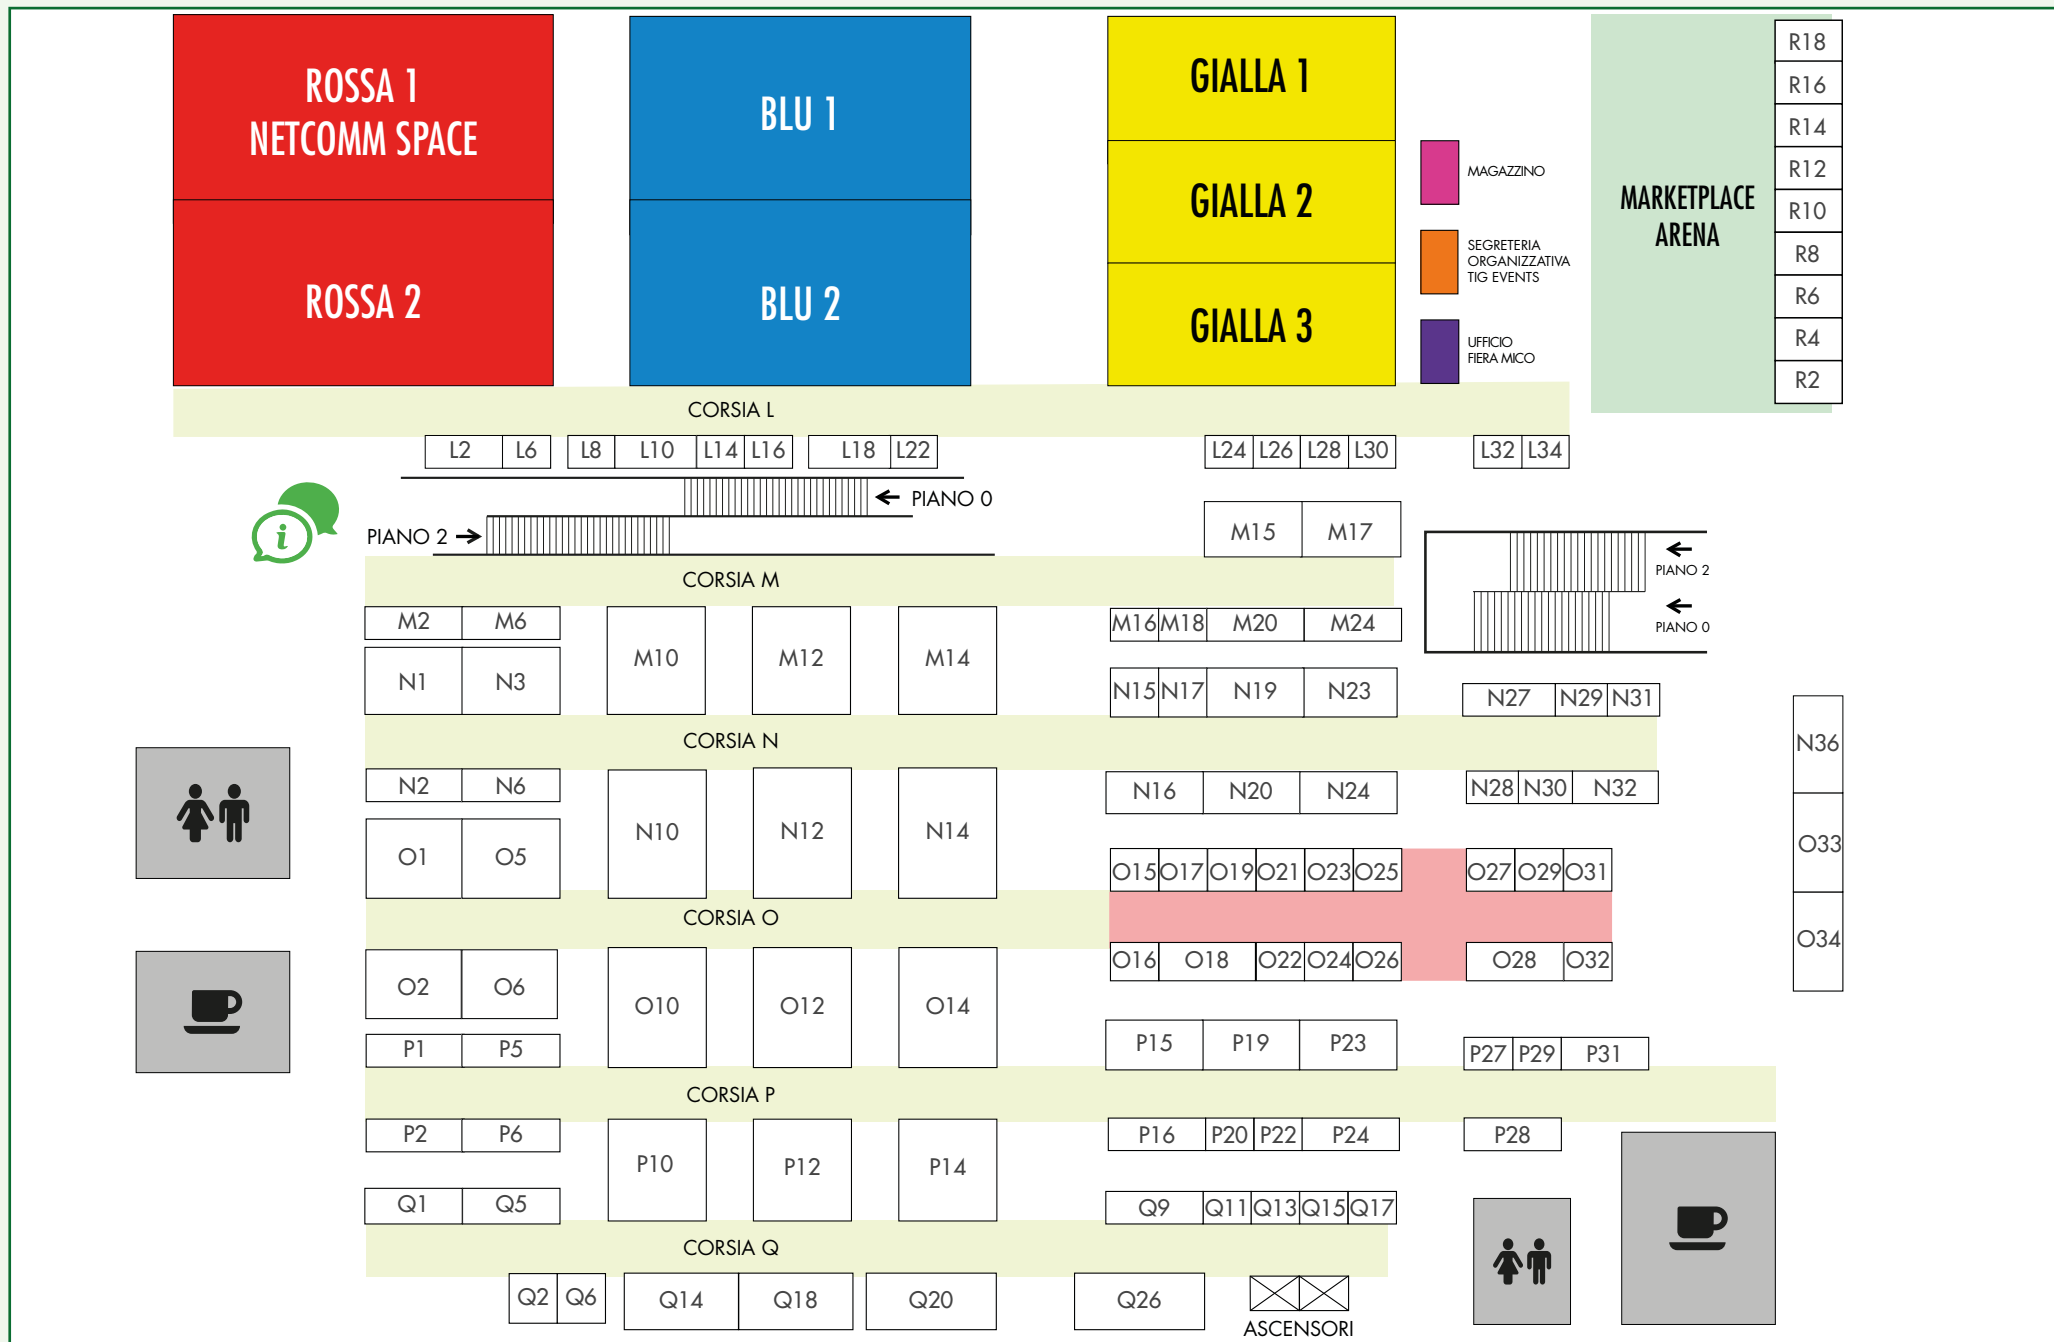 ROSSA 1
NETCOMM SPACE
ROSSA 2
BLU 1
BLU 2
GIALLA 1
GIALLA 2
GIALLA 3
MAGAZZINO
SEGRETERIA
ORGANIZZATIVA
TIG EVENTS
UFFICIO
FIERA MICO
MARKETPLACE
ARENA
R18
R16
R14
R12
R10
R8
R6
R4
R2
CORSIA L
L2 L6 L8 L10 L14 L16 L18 L22 L24 L26 L28 L30 L32 L34
PIANO 0
i
PIANO 2
M15 M17
PIANO 2
PIANO 0
CORSIA M
M2 M6 M10 M12 M14 M16 M18 M20 M24
N1 N3 N15 N17 N19 N23 N27 N29 N31
CORSIA N
N36
N2 N6 N10 N12 N14 N16 N20 N24 N28 N30 N32
O1 O5 O15 O17 O19 O21 O23 O25 O27 O29 O31 O33
CORSIA O
O34
O2 O6 O10 O12 O14 O16 O18 O22 O24 O26 O28 O32
P1 P5 P15 P19 P23 P27 P29 P31
CORSIA P
P2 P6 P10 P12 P14 P16 P20 P22 P24 P28
Q1 Q5 Q9 Q11 Q13 Q15 Q17
CORSIA Q
Q2 Q6 Q14 Q18 Q20 Q26
ASCENSORI